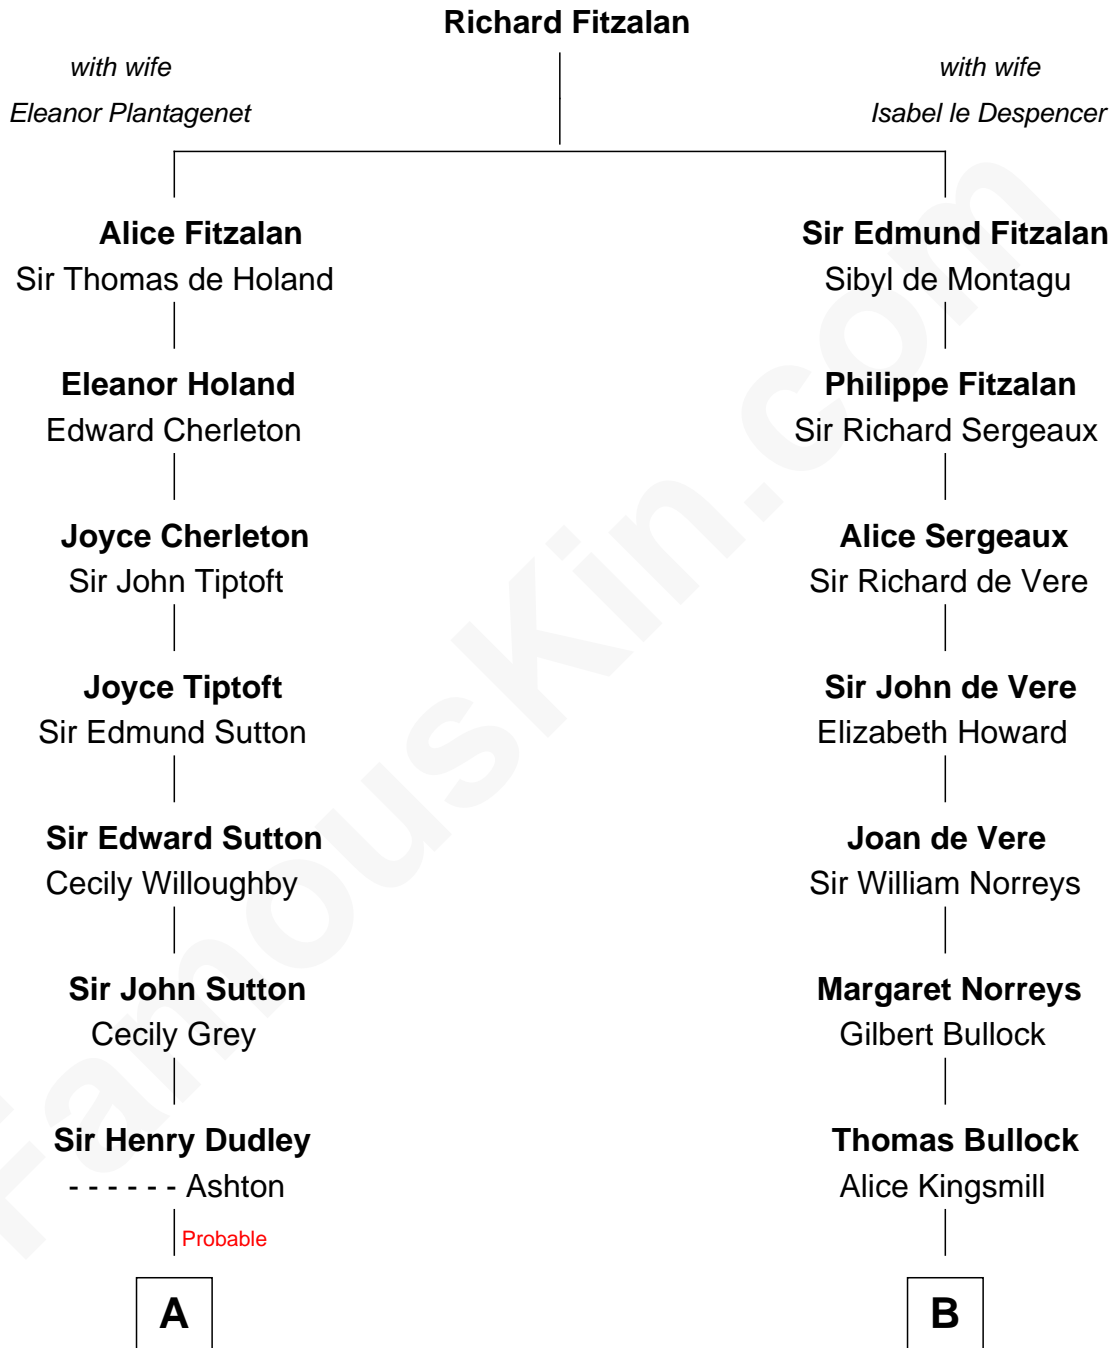 Richard Fitzalan
with wife
Eleanor Plantagenet
with wife
Isabel le Despencer
Alice Fitzalan
Sir Thomas de Holand
Sir Edmund Fitzalan
Sibyl de Montagu
Eleanor Holand
Edward Cherleton
Philippe Fitzalan
Sir Richard Sergeaux
Joyce Cherleton
Sir John Tiptoft
Alice Sergeaux
Sir Richard de Vere
Joyce Tiptoft
Sir Edmund Sutton
Sir John de Vere
Elizabeth Howard
Sir Edward Sutton
Cecily Willoughby
Joan de Vere
Sir William Norreys
Sir John Sutton
Cecily Grey
Margaret Norreys
Gilbert Bullock
Sir Henry Dudley
- - - - - - Ashton
Probable
Thomas Bullock
Alice Kingsmill
A
B
FamousKin.com